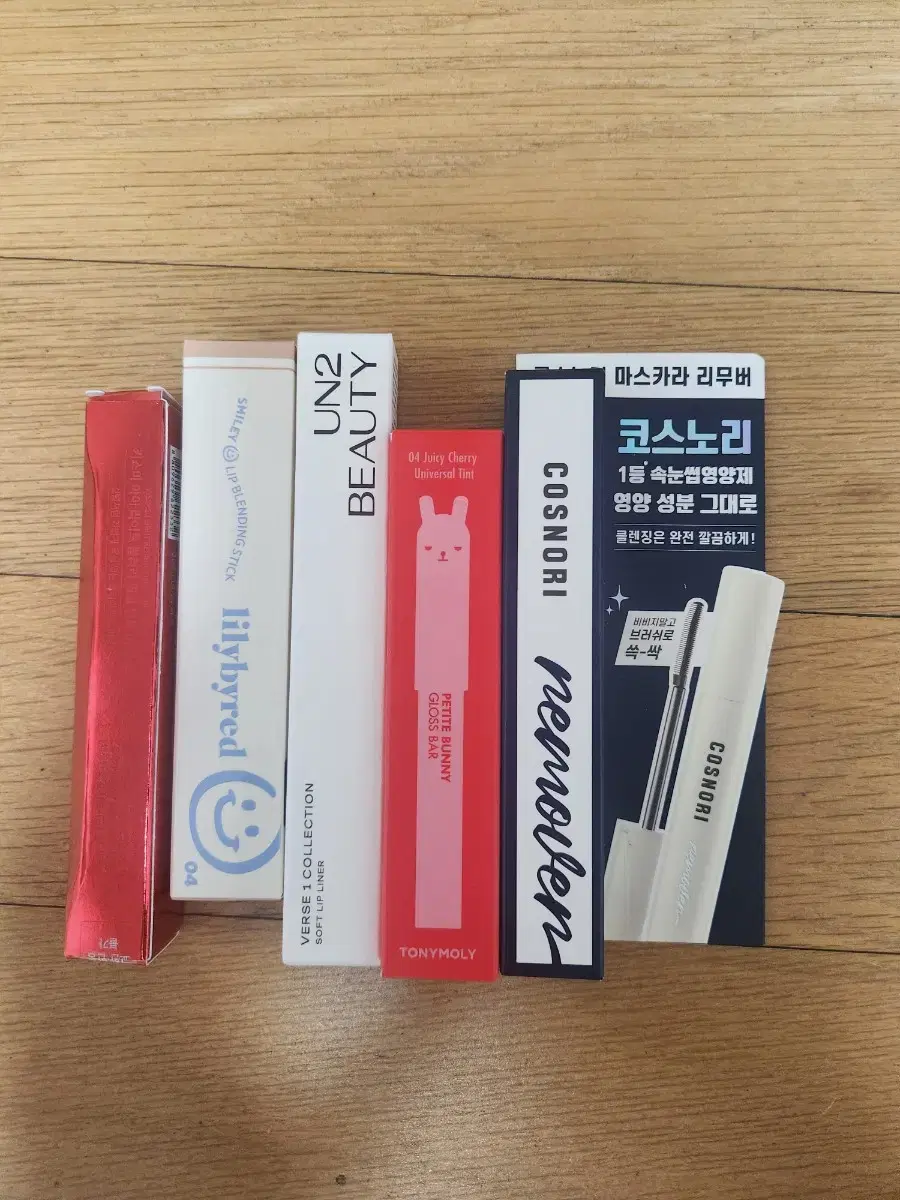 SMILEY LIP BLENDING STICK
lilybyred
04
UN2
BEAUTY
VERSE 1 COLLECTION
SOFT LIP LINER
04 Juicy Cherry
Universal Tint
PETITE BUNNY
GLOSS BAR
TONYMOLY
COSNORI
remover
마스카라 리무버
코스노리
1등* 속눈썹영양제
영양 성분 그대로
클렌징은 완전 깔끔하게!
비비지말고
브러쉬로
쓱-싹
COSNORI
remover